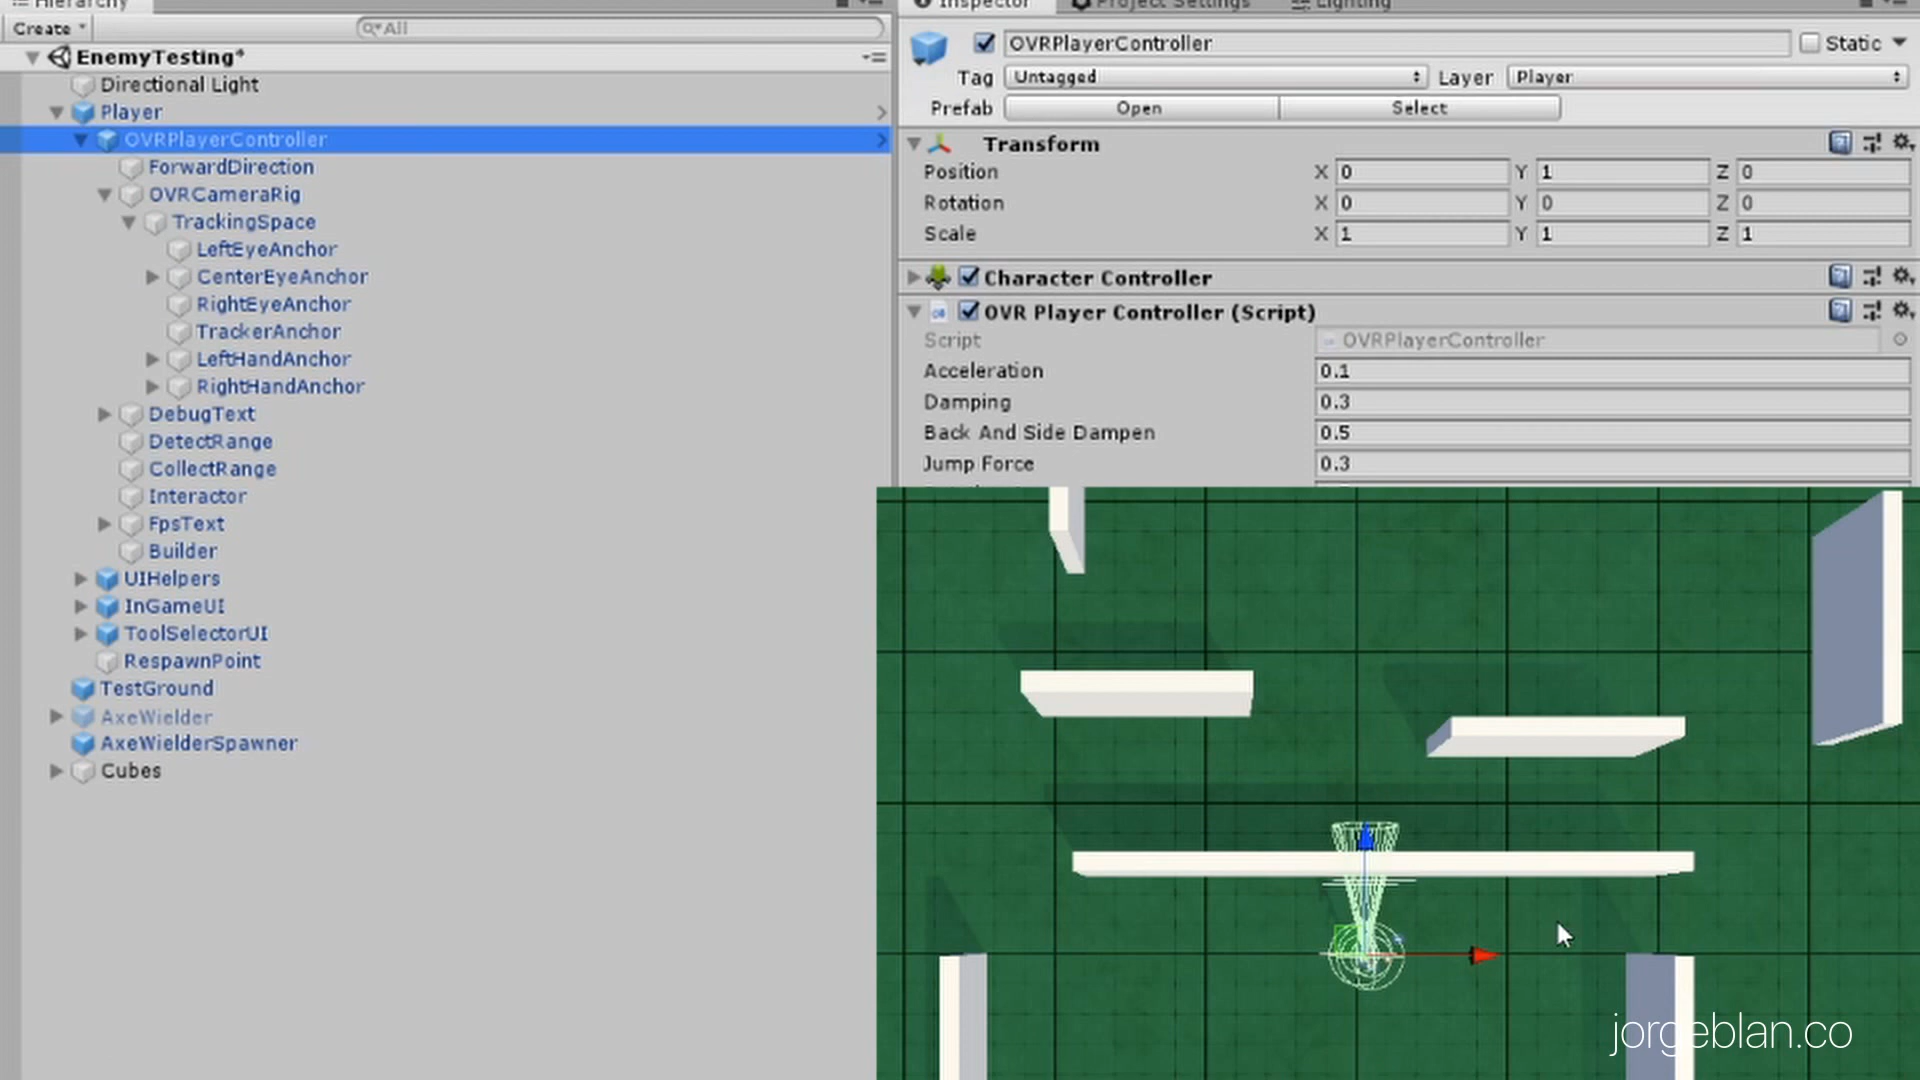 Hierarchy
Create
All
EnemyTesting*
Directional Light
Player
OVRPlayerController
ForwardDirection
OVRCameraRig
TrackingSpace
LeftEyeAnchor
CenterEyeAnchor
RightEyeAnchor
TrackerAnchor
LeftHandAnchor
RightHandAnchor
DebugText
DetectRange
CollectRange
Interactor
FpsText
Builder
UIHelpers
InGameUI
ToolSelectorUI
RespawnPoint
TestGround
AxeWielder
AxeWielderSpawner
Cubes
Inspector Project Settings Lighting
OVRPlayerController Static
Tag Untagged Layer Player
Prefab Open Select
Transform
Position X 0 Y 1 Z 0
Rotation X 0 Y 0 Z 0
Scale X 1 Y 1 Z 1
Character Controller
OVR Player Controller (Script)
Script OVRPlayerController
Acceleration 0.1
Damping 0.3
Back And Side Dampen 0.5
Jump Force 0.3
jorgeblan.co